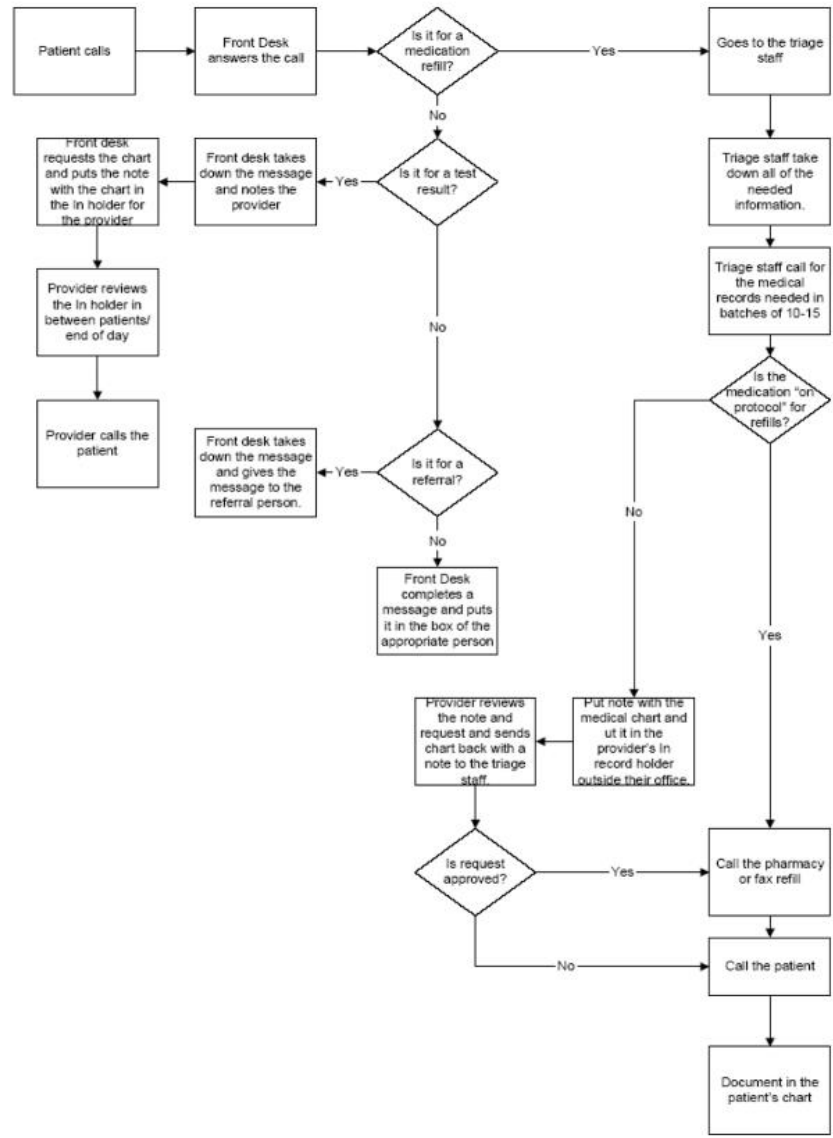 Patient calls
Front Desk
answers the call
Is it for a
medication
refill?
Yes
Goes to the triage
staff
No
Front desk
requests the chart
and puts the note
with the chart in
the In holder for
the provider
Front desk takes
down the message
and notes the
provider
Yes
Is it for a test
result?
Triage staff take
down all of the
needed
information.
Provider reviews
the In holder in
between patients/
end of day
No
Triage staff call for
the medical
records needed in
batches of 10-15
Is the
medication "on
protocol" for
refills?
Provider calls the
patient
Front desk takes
down the message
and gives the
message to the
referral person.
Yes
Is it for a
referral?
No
No
Front Desk
completes a
message and puts
it in the box of the
appropriate person
Yes
Provider reviews
the note and
request and sends
chart back with a
note to the triage
staff.
Put note with the
medical chart and
ut it in the
provider's In
record holder
outside their office.
Is request
approved?
Yes
Call the pharmacy
or fax refill
No
Call the patient
Document in the
patient's chart